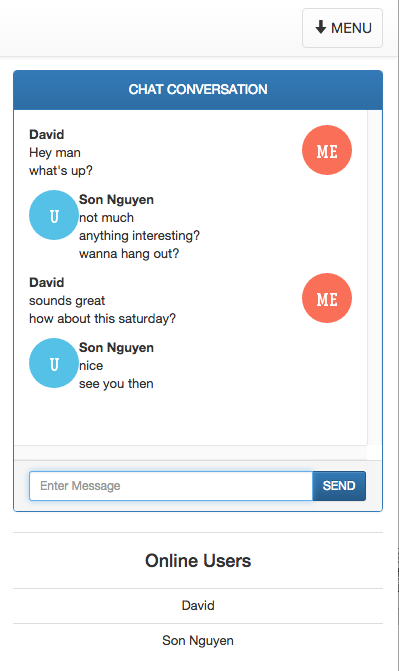 MENU
CHAT CONVERSATION
David
Hey man
what's up?
ME
Son Nguyen
not much
anything interesting?
wanna hang out?
U
David
sounds great
how about this saturday?
ME
Son Nguyen
nice
see you then
U
Enter Message
SEND
Online Users
David
Son Nguyen